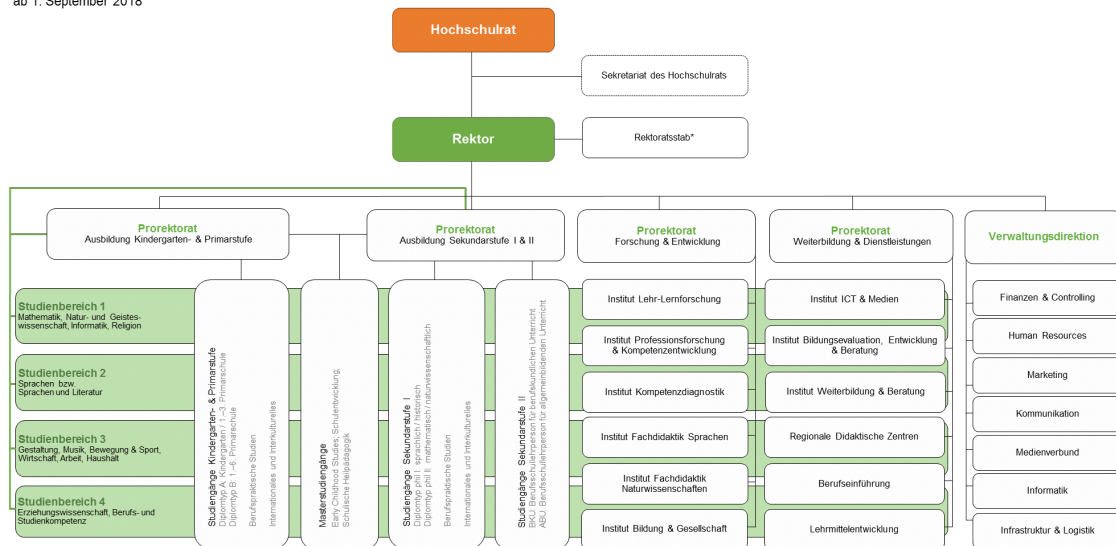 ab 1. September 2018
Hochschulrat
Sekretariat des Hochschulrats
Rektor
Rektoratsstab*
Prorektorat
Ausbildung Kindergarten- & Primarstufe
Prorektorat
Ausbildung Sekundarstufe I & II
Prorektorat
Forschung & Entwicklung
Prorektorat
Weiterbildung & Dienstleistungen
Verwaltungsdirektion
Studienbereich 1
Mathematik, Natur- und Geistes-
wissenschaft, Informatik, Religion
Studienbereich 2
Sprachen bzw.
Sprachen und Literatur
Studienbereich 3
Gestaltung, Musik, Bewegung & Sport,
Wirtschaft, Arbeit, Haushalt
Studienbereich 4
Erziehungswissenschaft, Berufs- und
Studienkompetenz
Studiengänge Kindergarten- & Primarstufe
Diplomtyp A: Kindergarten / 1.–3. Primarschule
Diplomtyp B: 1.–6. Primarschule
Berufspraktische Studien
Internationales und Interkulturelles
Masterstudiengänge
Early Childhood Studies; Schulentwicklung;
Schulische Heilpädagogik
Studiengänge Sekundarstufe I
Diplomtyp phil I: sprachlich / historisch
Diplomtyp phil II: mathematisch / naturwissenschaftlich
Berufspraktische Studien
Internationales und Interkulturelles
Studiengänge Sekundarstufe II
BKU: Berufsschullehrperson für berufskundlichen Unterricht
ABU: Berufsschullehrperson für allgemeinbildenden Unterricht
Institut Lehr-Lernforschung
Institut Professionsforschung
& Kompetenzentwicklung
Institut Kompetenzdiagnostik
Institut Fachdidaktik Sprachen
Institut Fachdidaktik
Naturwissenschaften
Institut Bildung & Gesellschaft
Institut ICT & Medien
Institut Bildungsevaluation, Entwicklung
& Beratung
Institut Weiterbildung & Beratung
Regionale Didaktische Zentren
Berufseinführung
Lehrmittelentwicklung
Finanzen & Controlling
Human Resources
Marketing
Kommunikation
Medienverbund
Informatik
Infrastruktur & Logistik